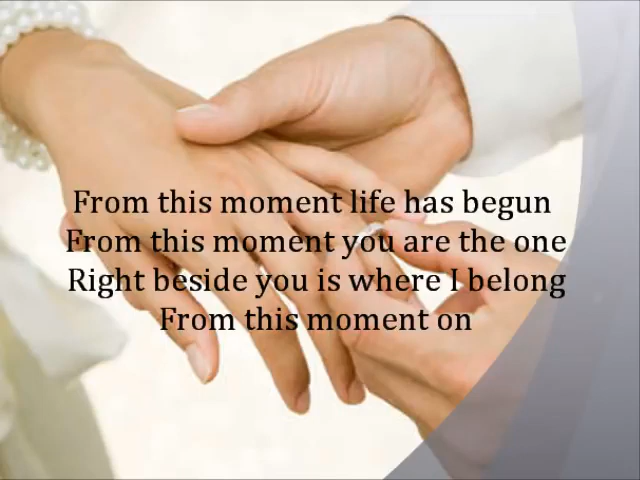 From this moment life has begun
From this moment you are the one
Right beside you is where I belong
From this moment on